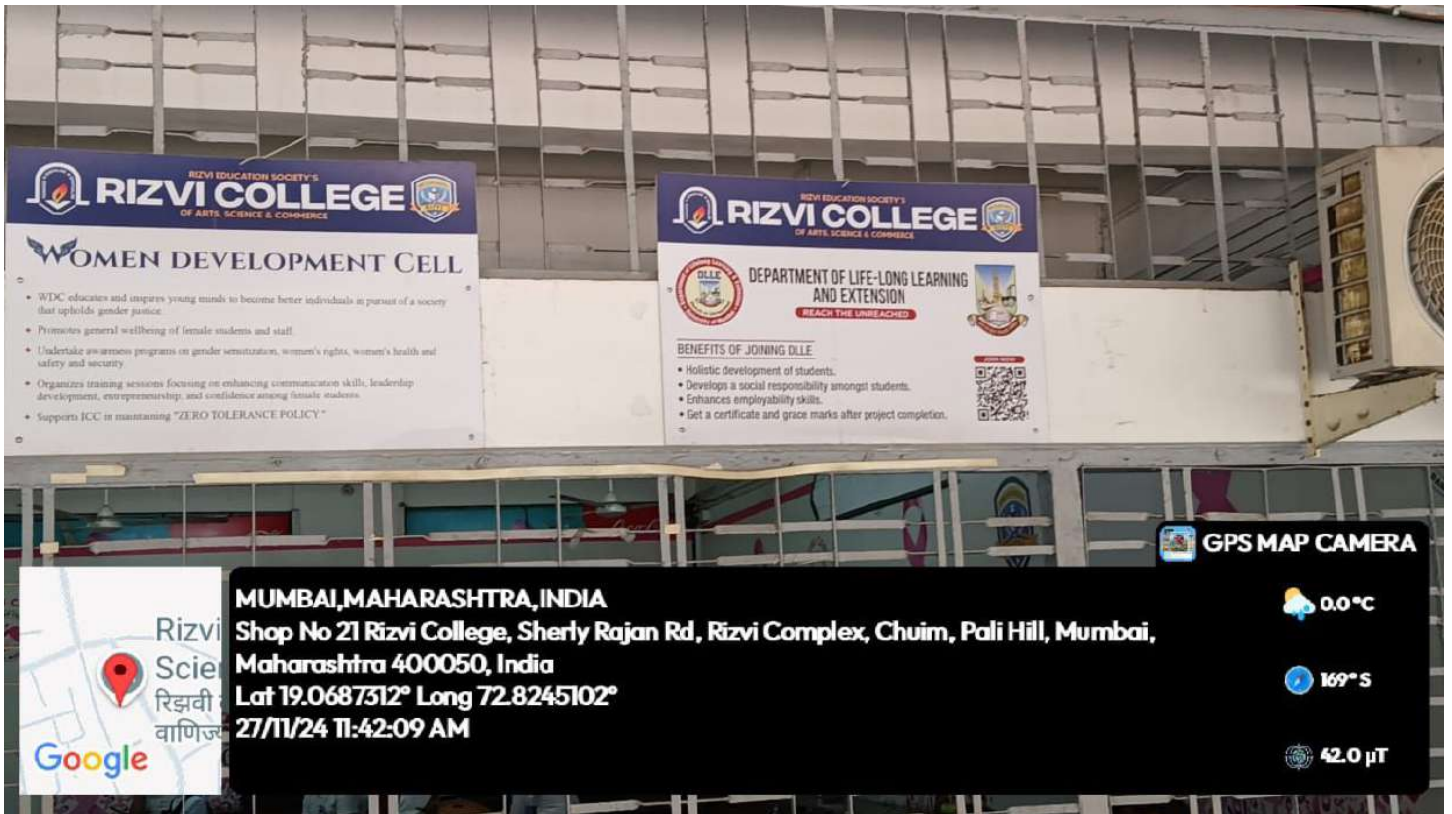 RIZVI EDUCATION SOCIETY'S
RIZVI COLLEGE
OF ARTS, SCIENCE & COMMERCE
WOMEN DEVELOPMENT CELL
• WDC educates and inspires young minds to become better individuals in pursuit of a society
that upholds gender justice.
• Promotes general wellbeing of female students and staff.
• Undertake awareness programs on gender sensitization, women's rights, women's health and
safety and security
• Organizes training sessions focusing on enhancing communication skills, leadership
development, entrepreneurship, and confidence among female students.
• Supports ICC in maintaining "ZERO TOLERANCE POLICY."
RIZVI EDUCATION SOCIETY'S
RIZVI COLLEGE
OF ARTS, SCIENCE & COMMERCE
DLLE
DEPARTMENT OF LIFE-LONG LEARNING
AND EXTENSION
REACH THE UNREACHED
BENEFITS OF JOINING DLLE
• Holistic development of students.
• Develops a social responsibility amongst students.
• Enhances employability skills.
• Get a certificate and grace marks after project completion.
JOIN NOW
GPS MAP CAMERA
Rizvi
Scien
रिझवी
वाणिज्य
Google
MUMBAI,MAHARASHTRA,INDIA
Shop No 21 Rizvi College, Sherly Rajan Rd, Rizvi Complex, Chuim, Pali Hill, Mumbai,
Maharashtra 400050, India
Lat 19.0687312° Long 72.8245102°
27/11/24 11:42:09 AM
0.0°C
169° S
42.0 µT